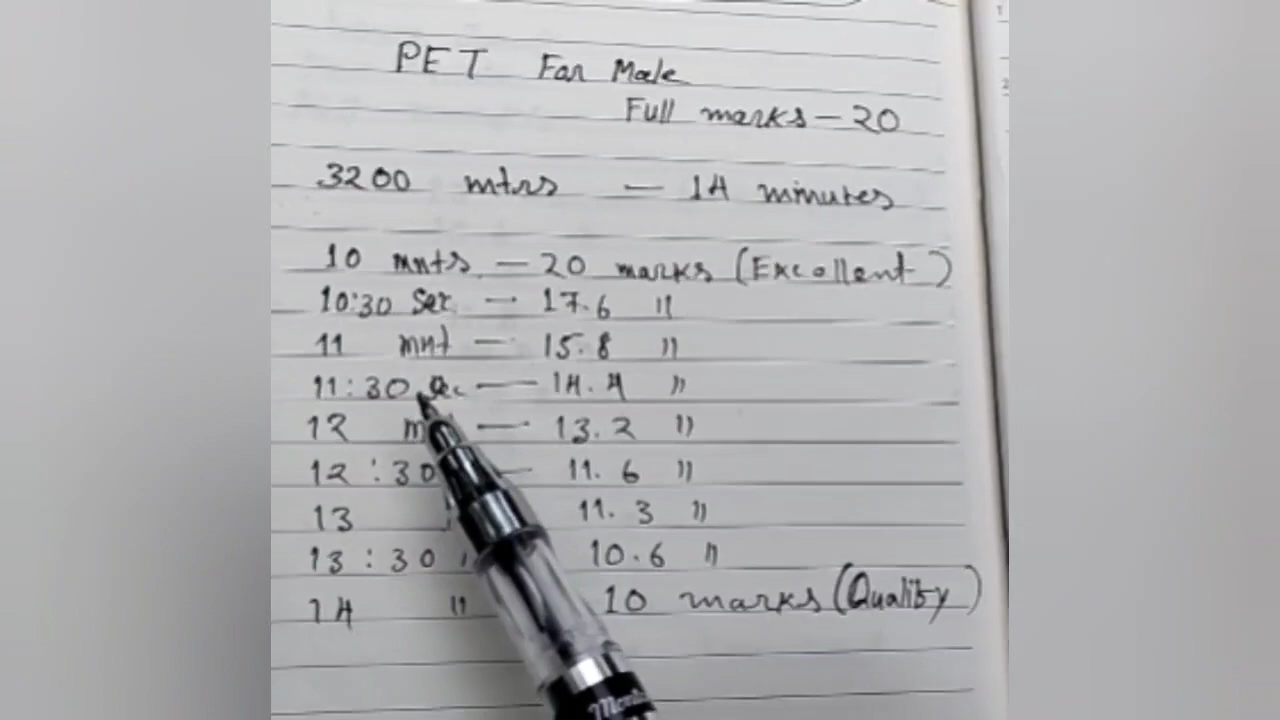 PET For Male
Full marks - 20
3200 mtrs - 14 minutes
10 mnts - 20 marks (Excellent)
10:30 Sec - 17.6 "
11 mnt - 15.8 "
11:30 Sec - 14.4 "
12 - 13.2 "
12:30 - 11.6 "
13 11.3 "
13:30 10.6 "
14 " 10 marks (Quality)